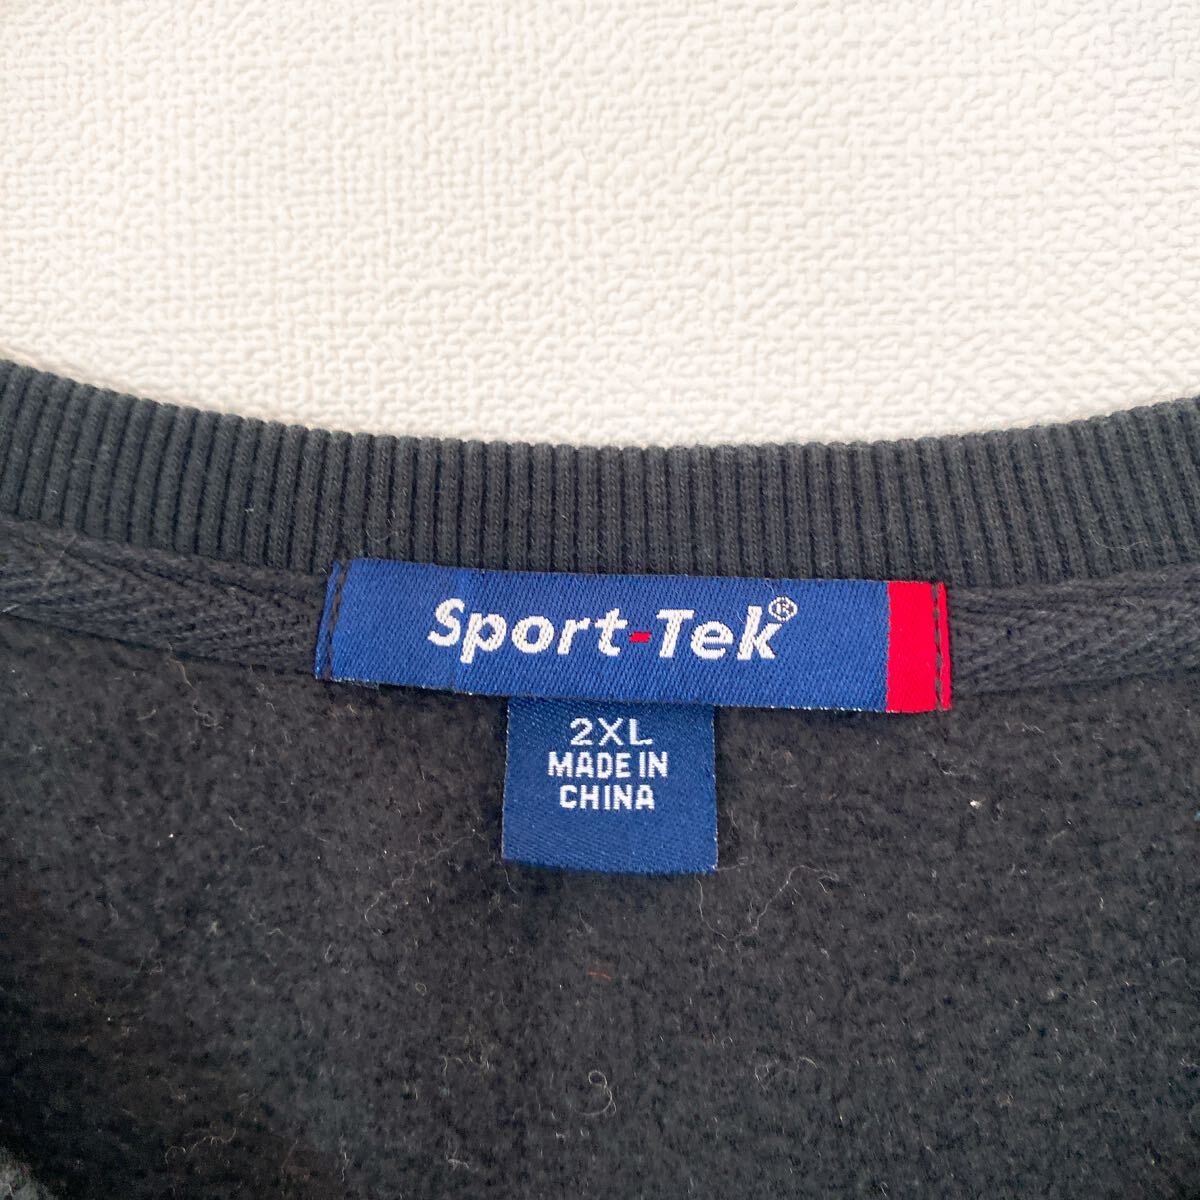 Sport-Tek®
2XL
MADE IN
CHINA